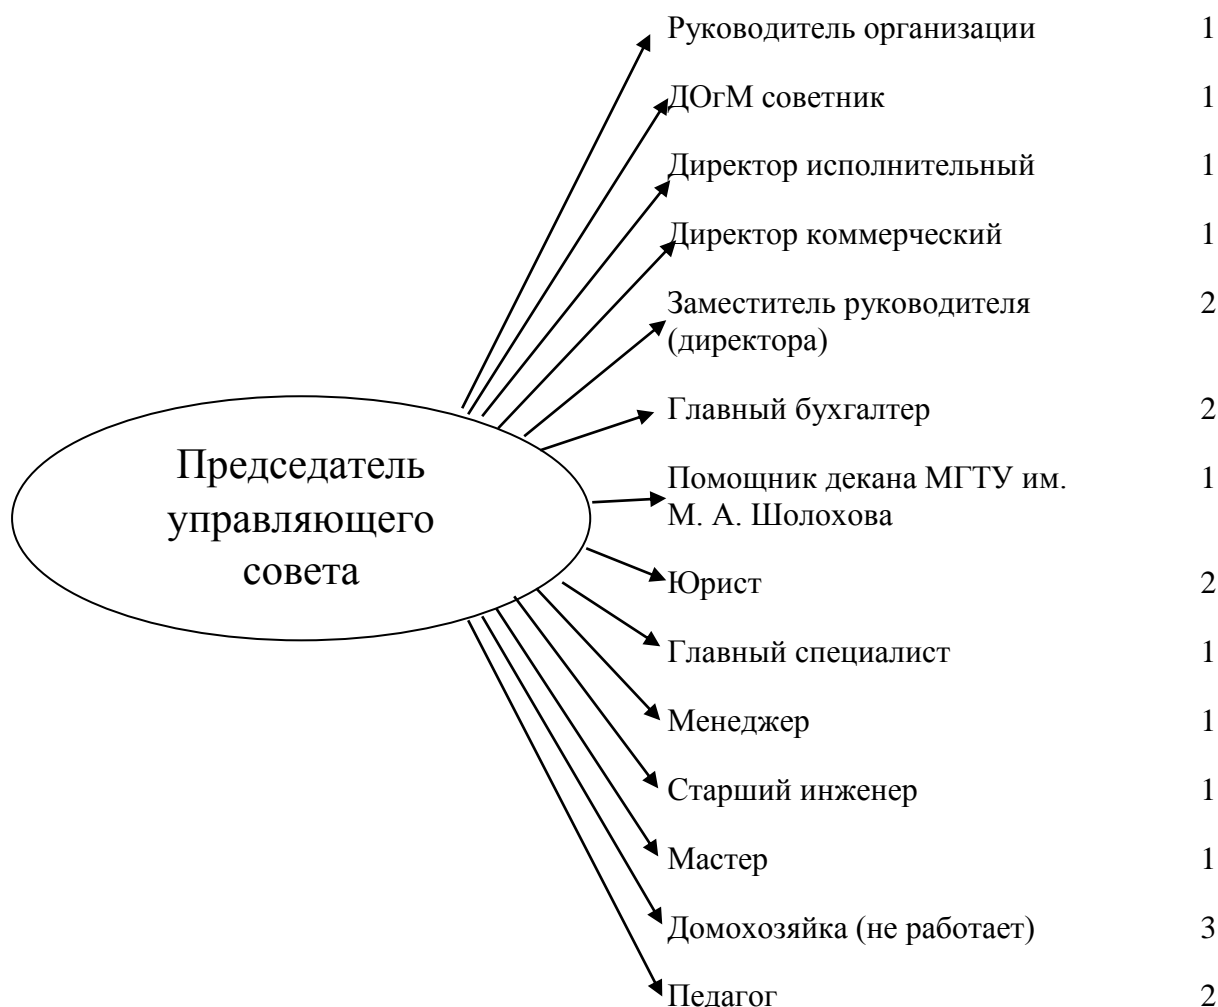 Руководитель организации 1
ДОгМ советник 1
Директор исполнительный 1
Директор коммерческий 1
Заместитель руководителя 2
(директора)
Главный бухгалтер 2
Председатель
управляющего
совета
Помощник декана МГТУ им. 1
М. А. Шолохова
Юрист 2
Главный специалист 1
Менеджер 1
Старший инженер 1
Мастер 1
Домохозяйка (не работает) 3
Педагог 2